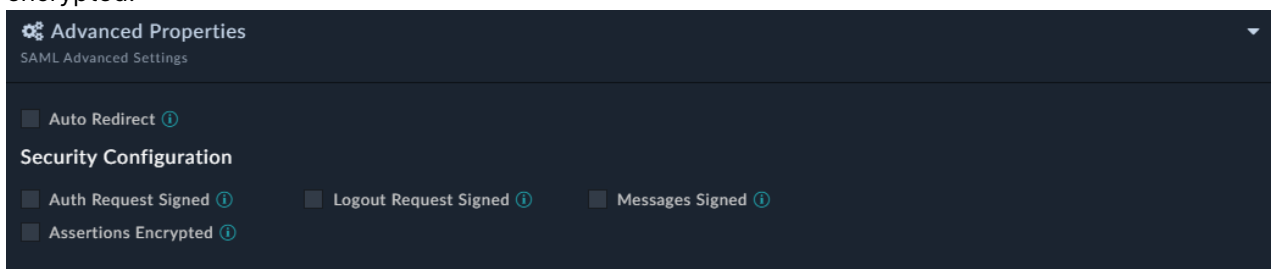 encrypted.
Advanced Properties
SAML Advanced Settings
Auto Redirect
Security Configuration
Auth Request Signed Logout Request Signed Messages Signed
Assertions Encrypted